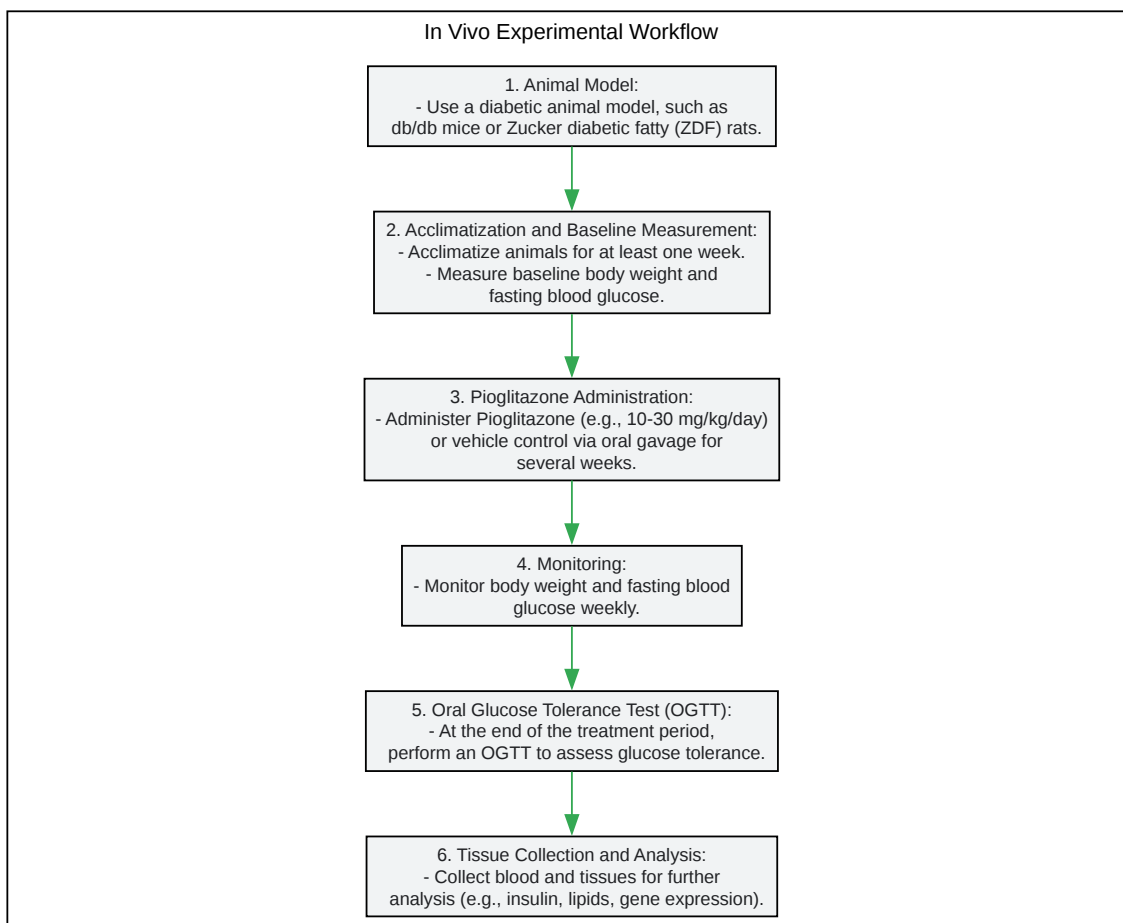 In Vivo Experimental Workflow
1. Animal Model:
- Use a diabetic animal model, such as
db/db mice or Zucker diabetic fatty (ZDF) rats.
2. Acclimatization and Baseline Measurement:
- Acclimatize animals for at least one week.
- Measure baseline body weight and
fasting blood glucose.
3. Pioglitazone Administration:
- Administer Pioglitazone (e.g., 10-30 mg/kg/day)
or vehicle control via oral gavage for
several weeks.
4. Monitoring:
- Monitor body weight and fasting blood
glucose weekly.
5. Oral Glucose Tolerance Test (OGTT):
- At the end of the treatment period,
perform an OGTT to assess glucose tolerance.
6. Tissue Collection and Analysis:
- Collect blood and tissues for further
analysis (e.g., insulin, lipids, gene expression).